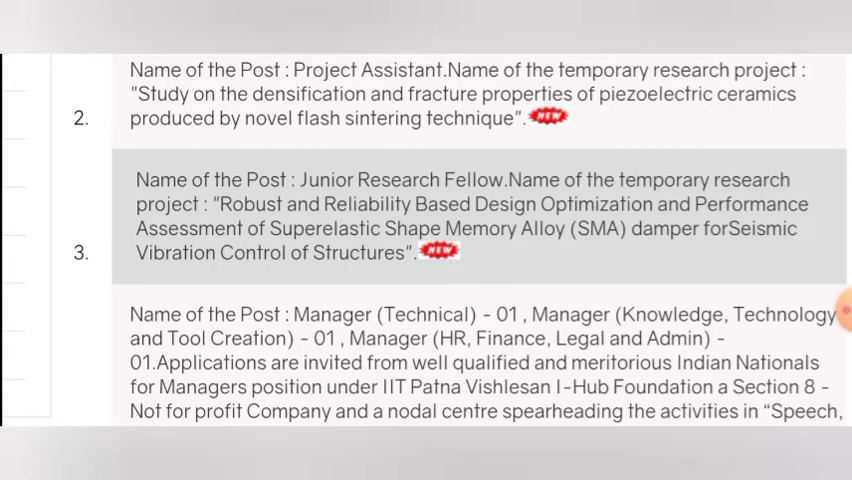 Name of the Post : Project Assistant.Name of the temporary research project :
"Study on the densification and fracture properties of piezoelectric ceramics
2.
produced by novel flash sintering technique". NEW
Name of the Post : Junior Research Fellow.Name of the temporary research
project : "Robust and Reliability Based Design Optimization and Performance
Assessment of Superelastic Shape Memory Alloy (SMA) damper forSeismic
3.
Vibration Control of Structures". NEW
Name of the Post : Manager (Technical) - 01 , Manager (Knowledge, Technology
and Tool Creation) - 01 , Manager (HR, Finance, Legal and Admin) -
01.Applications are invited from well qualified and meritorious Indian Nationals
for Managers position under IIT Patna Vishlesan I-Hub Foundation a Section 8 -
Not for profit Company and a nodal centre spearheading the activities in “Speech,